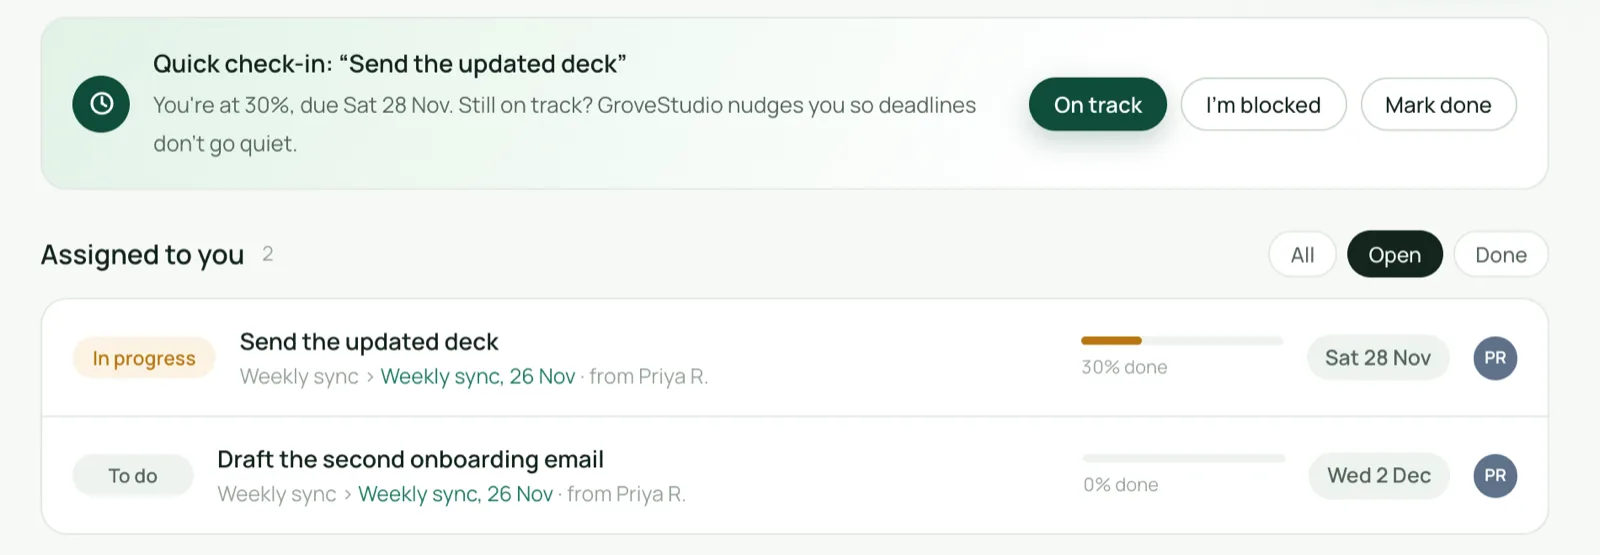 Quick check-in: “Send the updated deck”
You're at 30%, due Sat 28 Nov. Still on track? GroveStudio nudges you so deadlines
don't go quiet.
On track
I'm blocked
Mark done
Assigned to you 2
All
Open
Done
In progress
Send the updated deck
Weekly sync › Weekly sync, 26 Nov · from Priya R.
30% done
Sat 28 Nov
PR
To do
Draft the second onboarding email
Weekly sync › Weekly sync, 26 Nov · from Priya R.
0% done
Wed 2 Dec
PR